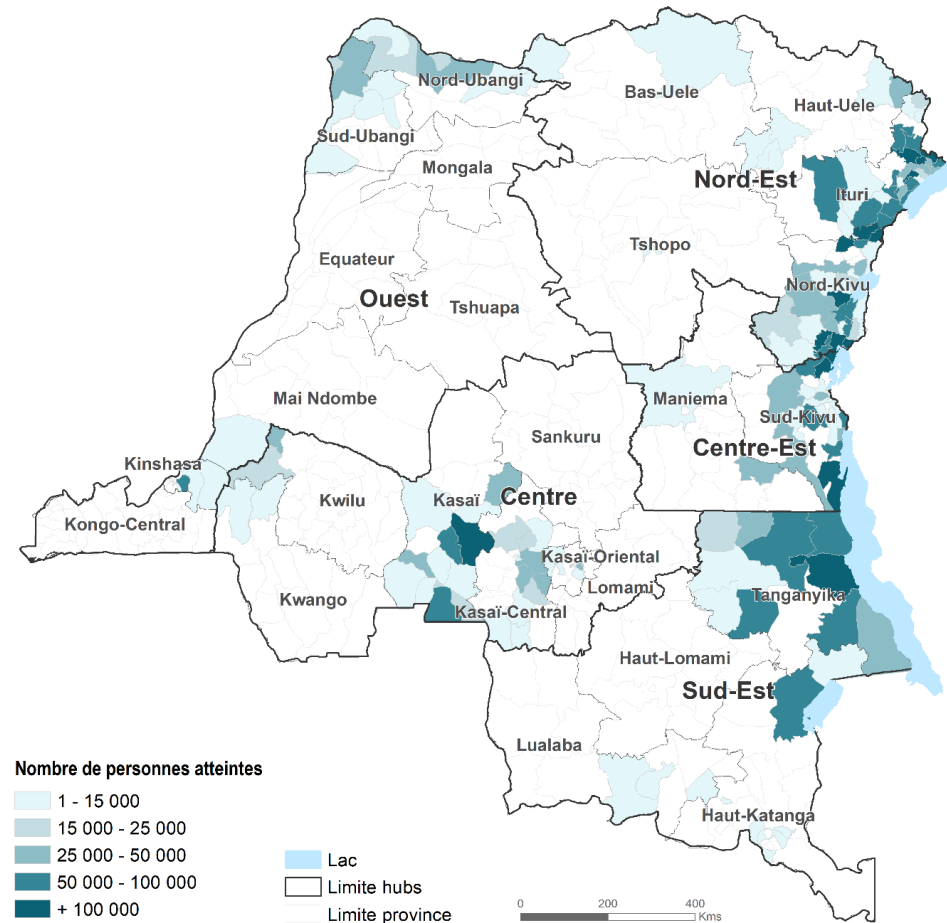 Nord-Ubangi
Bas-Uele
Haut-Uele
Sud-Ubangi
Mongala
Nord-Est
Ituri
Tshopo
Equateur
Nord-Kivu
Ouest
Tshuapa
Mai Ndombe
Maniema
Sud-Kivu
Sankuru
Centre-Est
Kinshasa
Kwilu
Kasaï
Centre
Kongo-Central
Kasaï-Oriental
Lomami
Tanganyika
Kwango
Kasaï-Central
Haut-Lomami
Sud-Est
Lualaba
Haut-Katanga
Nombre de personnes atteintes
1 - 15 000
15 000 - 25 000
25 000 - 50 000
50 000 - 100 000
+ 100 000
Lac
Limite hubs
Limite province
0 200 400
Kms